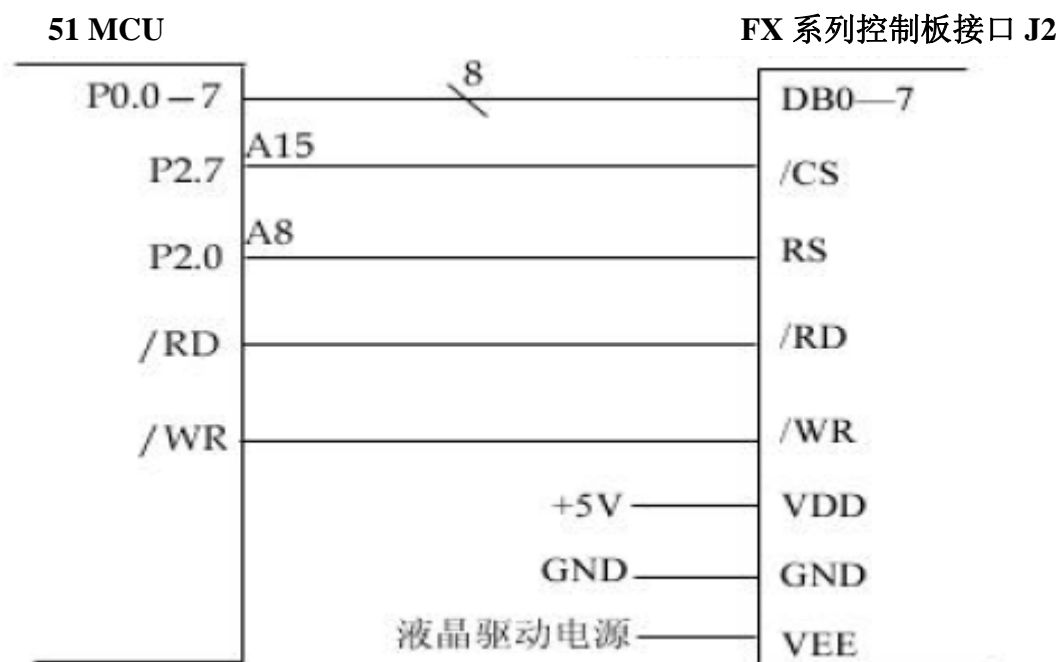 51 MCU
FX 系列控制板接口 J2
8
P0.0－7
DB0—7
A15
P2.7
/CS
A8
P2.0
RS
/RD
/RD
/WR
/WR
+5V
VDD
GND
GND
液晶驱动电源
VEE